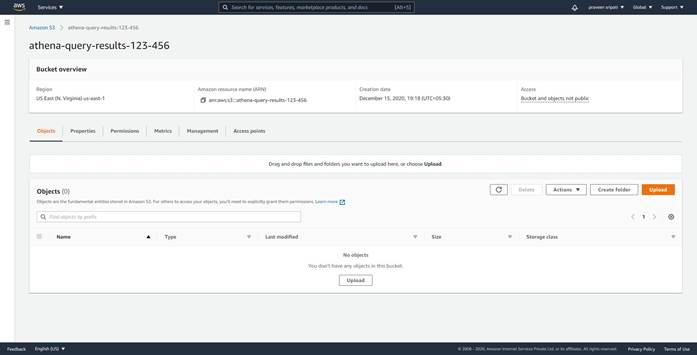 aws
Services ▼
Search for services, features, marketplace products, and docs [Alt+S]
praveen sripati ▼
Global ▼
Support ▼
Amazon S3 > athena-query-results-123-456
athena-query-results-123-456
Bucket overview
Region
US East (N. Virginia) us-east-1
Amazon resource name (ARN)
arn:aws:s3:::athena-query-results-123-456
Creation date
December 15, 2020, 19:18 (UTC+05:30)
Access
Bucket and objects not public
Objects
Properties
Permissions
Metrics
Management
Access points
Drag and drop files and folders you want to upload here, or choose Upload.
Objects (0)
Objects are the fundamental entities stored in Amazon S3. For others to access your objects, you'll need to explicitly grant them permissions. Learn more
Delete
Actions ▼
Create folder
Upload
Find objects by prefix
< 1 >
Name
Type
Last modified
Size
Storage class
No objects
You don't have any objects in this bucket.
Upload
Feedback
English (US) ▼
© 2008 - 2020, Amazon Internet Services Private Ltd. or its affiliates. All rights reserved.
Privacy Policy
Terms of Use